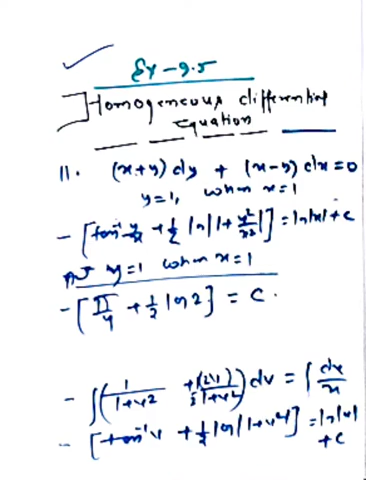 Ex - 9.5
Homogeneous differential
Equation
11. (x+y) dy + (x-y) dx = 0
y=1, when x=1
- [tan⁻¹ y/x + 1/2 ln |1 + y²/x²|] = ln|x| + c
Put y=1 when x=1
- [π/4 + 1/2 ln 2] = C.
- ∫(1/(1+v²) + (2v)/2(1+v²)) dv = ∫ dx/x
- [tan⁻¹v + 1/2 ln |1+v²|] = ln|x|
+c